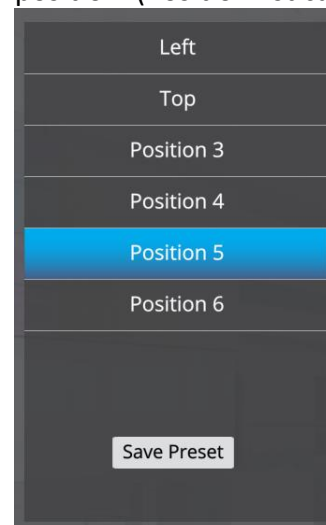 Left
Top
Position 3
Position 4
Position 5
Position 6
Save Preset